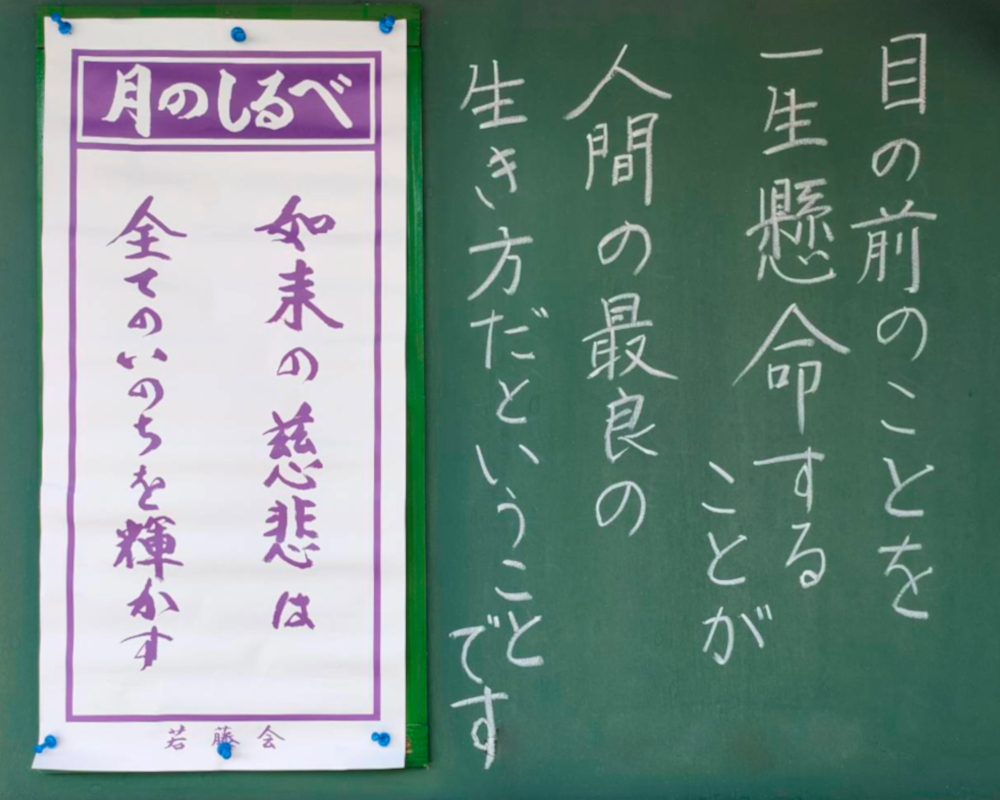 目の前のことを
一生懸命する
ことが
人間の最良の
生き方だということ
です
月のしるべ
如来の慈悲は
全てのいのちを輝かす
若藤会